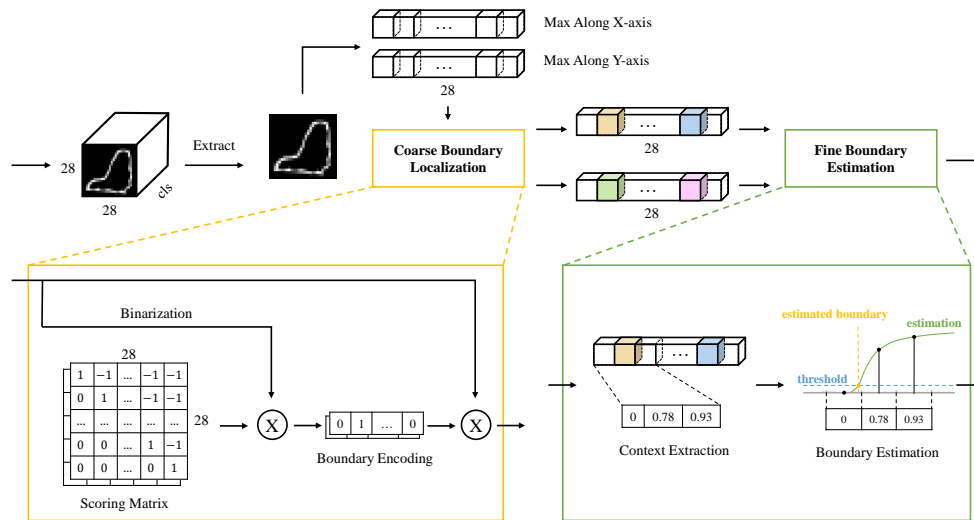 Max Along X-axis
...
Max Along Y-axis
...
28
28
28
cls
Extract
Coarse Boundary
Localization
...
28
...
28
Fine Boundary
Estimation
Binarization
28
1 −1 ... −1 −1
0 1 ... −1 −1
... ... ... ... ...
0 0 ... 1 −1
0 0 ... 0 1
28
Scoring Matrix
X
0 1 ... 0
Boundary Encoding
X
...
0 0.78 0.93
Context Extraction
estimated boundary
estimation
threshold
0 0.78 0.93
Boundary Estimation